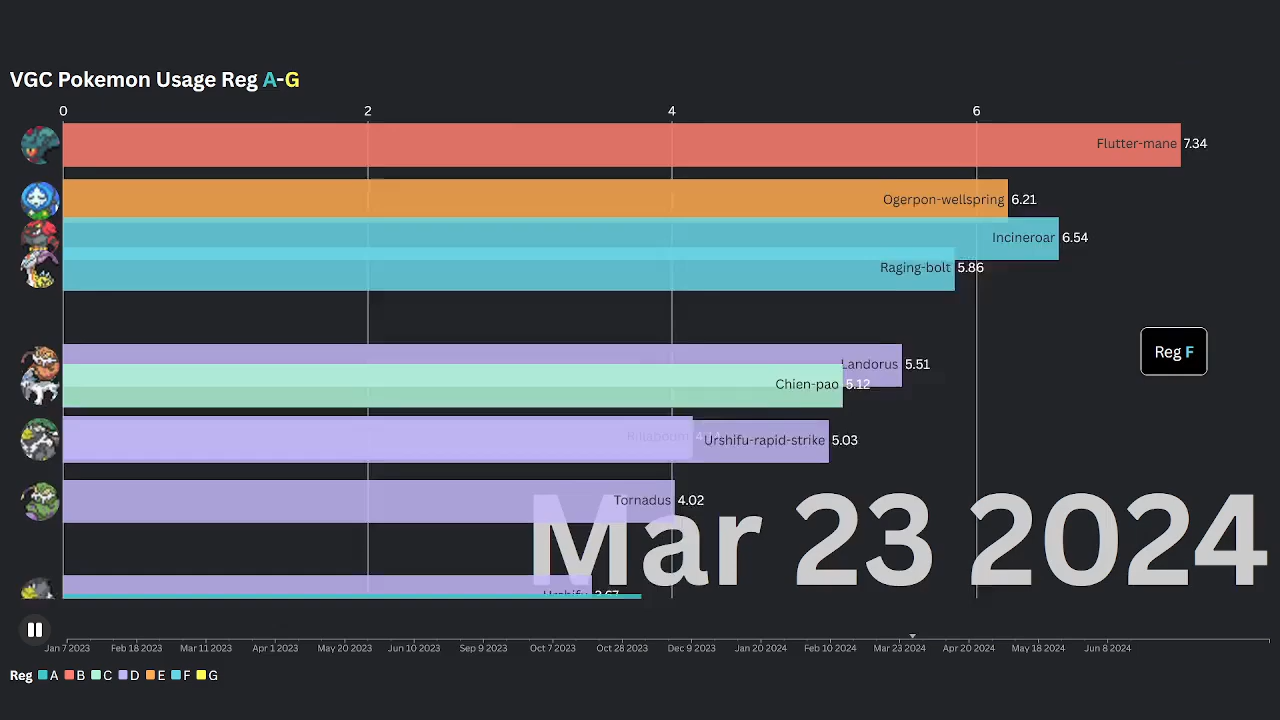 VGC Pokemon Usage Reg A-G
0 2 4 6
Flutter-mane 7.34
Ogerpon-wellspring 6.21
Incineroar 6.54
Raging-bolt 5.86
Reg F
Landorus 5.51
Chien-pao 5.12
Urshifu-rapid-strike 5.03
Tornadus 4.02
Mar 23 2024
Urshifu 3.67
Jan 7 2023 Feb 18 2023 Mar 11 2023 Apr 1 2023 May 20 2023 Jun 10 2023 Sep 9 2023 Oct 7 2023 Oct 28 2023 Dec 9 2023 Jan 20 2024 Feb 10 2024 Mar 23 2024 Apr 20 2024 May 18 2024 Jun 8 2024
Reg A B C D E F G